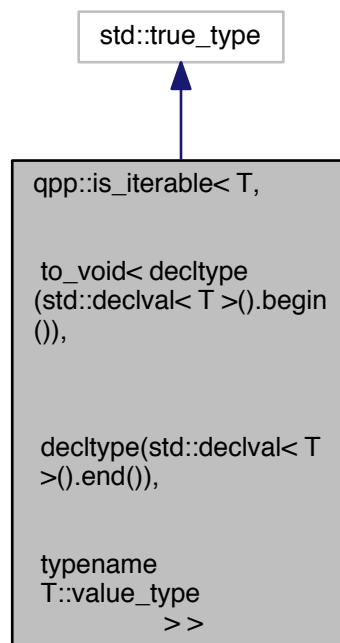 std::true_type
qpp::is_iterable< T,
to_void< decltype
(std::declval< T >().begin
()),
decltype(std::declval< T
>().end()),
typename
T::value_type
> >